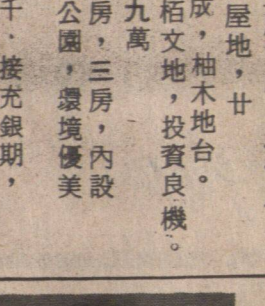 屋地，廿
成，柚木地台。
栢文地，投資良機。
九萬
房，三房，內設
公園，環境優美
千．接充銀期，